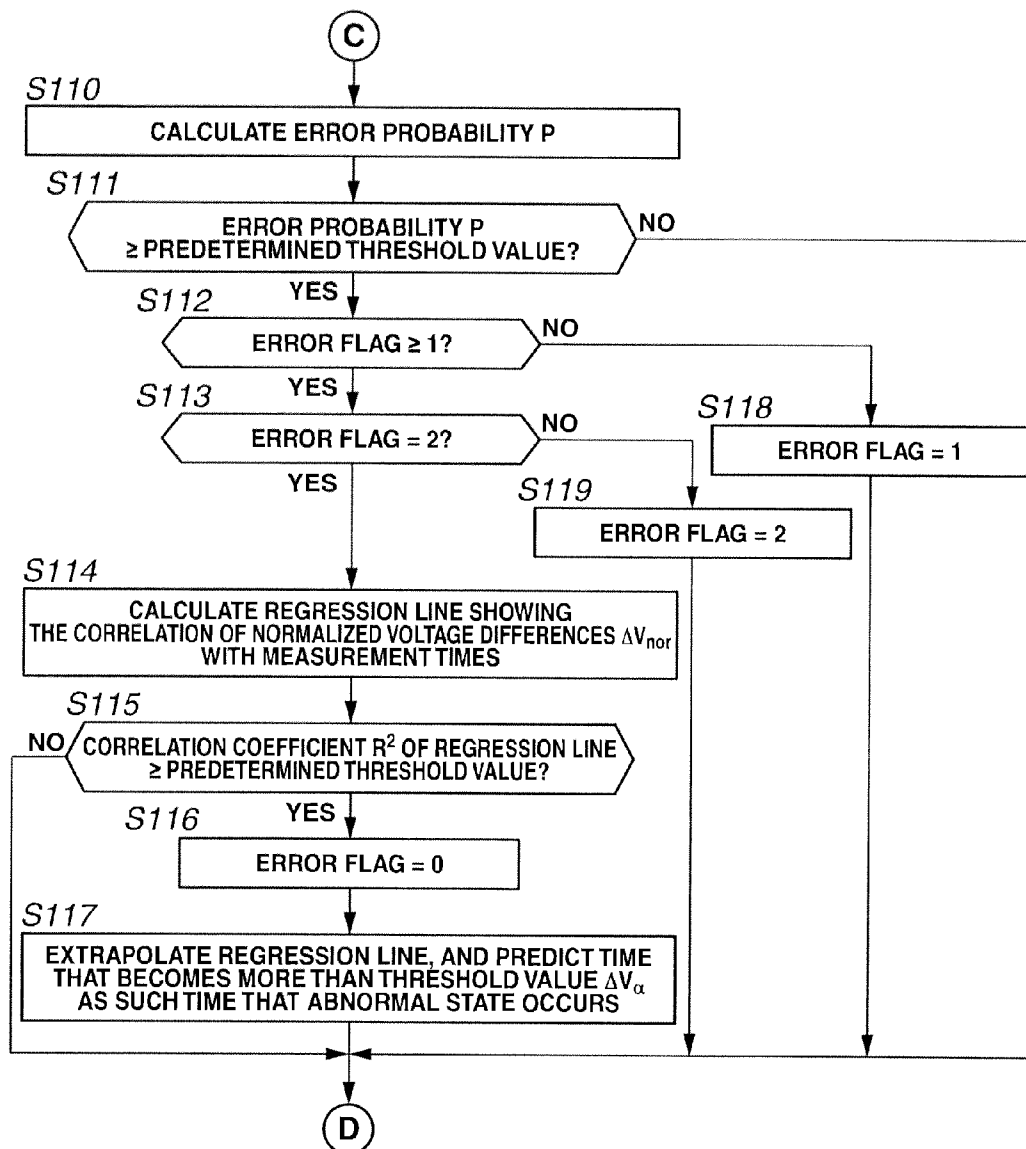 C
S110
CALCULATE ERROR PROBABILITY P
S111
ERROR PROBABILITY P
≥ PREDETERMINED THRESHOLD VALUE?
NO
YES
S112
ERROR FLAG ≥ 1?
NO
YES
S113
ERROR FLAG = 2?
NO
YES
S118
ERROR FLAG = 1
S119
ERROR FLAG = 2
S114
CALCULATE REGRESSION LINE SHOWING
THE CORRELATION OF NORMALIZED VOLTAGE DIFFERENCES ΔVnor
WITH MEASUREMENT TIMES
S115
NO
CORRELATION COEFFICIENT R² OF REGRESSION LINE
≥ PREDETERMINED THRESHOLD VALUE?
YES
S116
ERROR FLAG = 0
S117
EXTRAPOLATE REGRESSION LINE, AND PREDICT TIME
THAT BECOMES MORE THAN THRESHOLD VALUE ΔVα
AS SUCH TIME THAT ABNORMAL STATE OCCURS
D